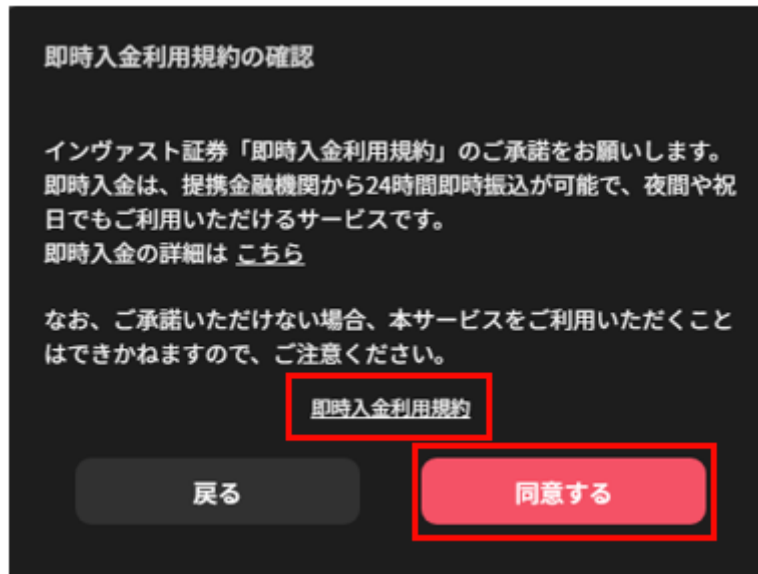 即時入金利用規約の確認
インヴァスト証券「即時入金利用規約」のご承諾をお願いします。
即時入金は、提携金融機関から24時間即時振込が可能で、夜間や祝
日でもご利用いただけるサービスです。
即時入金の詳細は こちら
なお、ご承諾いただけない場合、本サービスをご利用いただくこと
はできかねますので、ご注意ください。
即時入金利用規約
戻る
同意する